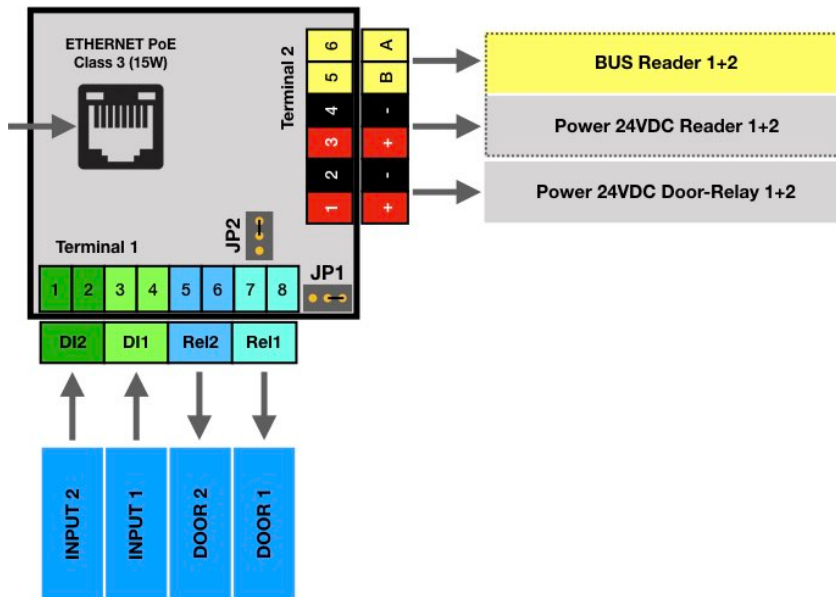 ETHERNET PoE
Class 3 (15W)
Terminal 2
6 A
5 B
4 -
3 +
2 -
1 +
BUS Reader 1+2
Power 24VDC Reader 1+2
Power 24VDC Door-Relay 1+2
JP2
Terminal 1
JP1
1 2 3 4 5 6 7 8
DI2 DI1 Rel2 Rel1
INPUT 2
INPUT 1
DOOR 2
DOOR 1